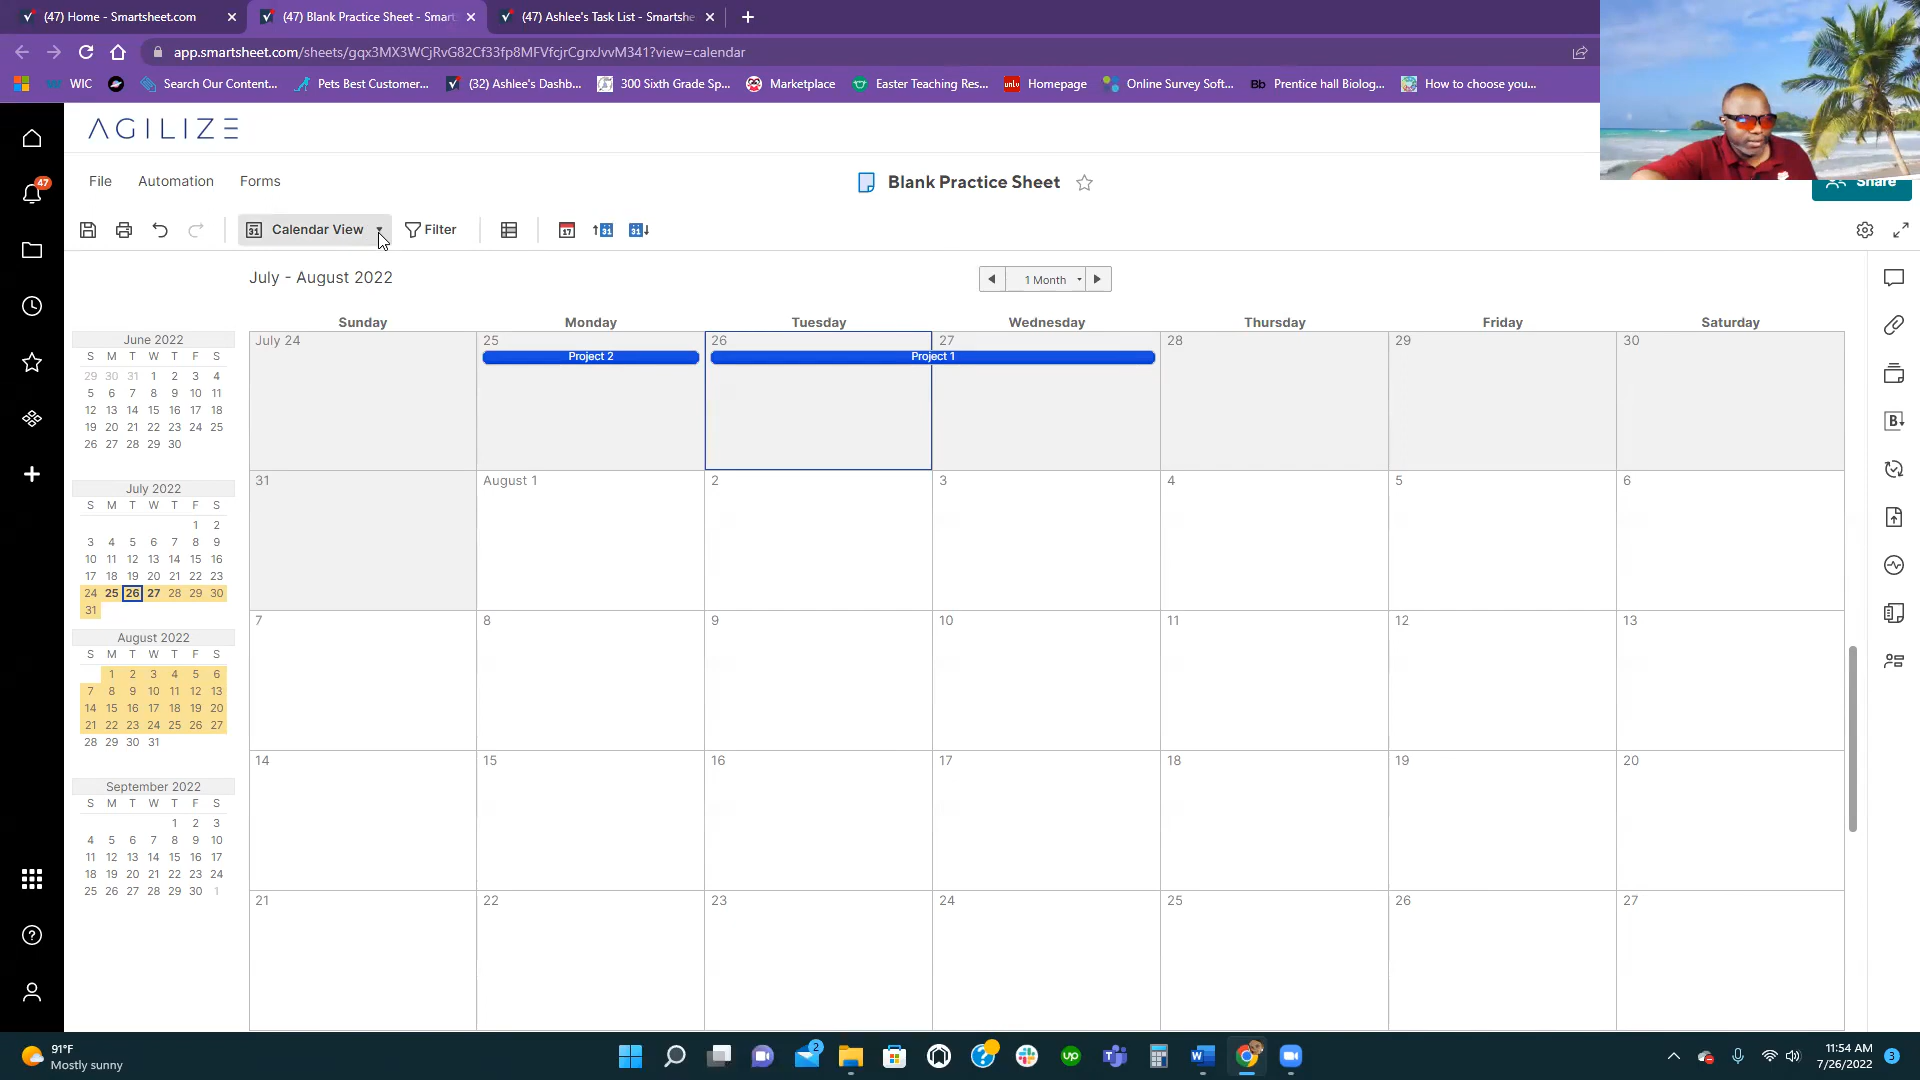 (47) Home - Smartsheet.com
(47) Blank Practice Sheet - Smart
(47) Ashlee's Task List - Smartshe
app.smartsheet.com/sheets/gqx3MX3WCjRvG82Cf33fp8MFVfcjrCgrxJvvM341?view=calendar
WIC
Search Our Content...
Pets Best Customer...
(32) Ashlee's Dashb...
300 Sixth Grade Sp...
Marketplace
Easter Teaching Res...
unlv
Homepage
Online Survey Soft...
Bb
Prentice hall Biolog...
How to choose you...
AGILIZE
47
File
Automation
Forms
Blank Practice Sheet
Share
31
Calendar View
Filter
17
31
31
July - August 2022
1 Month
Sunday Monday Tuesday Wednesday Thursday Friday Saturday
July 24 25 26 27 28 29 30
Project 2
Project 1
31 August 1 2 3 4 5 6
7 8 9 10 11 12 13
14 15 16 17 18 19 20
21 22 23 24 25 26 27
June 2022
S M T W T F S
29 30 31 1 2 3 4
5 6 7 8 9 10 11
12 13 14 15 16 17 18
19 20 21 22 23 24 25
26 27 28 29 30
July 2022
S M T W T F S
1 2
3 4 5 6 7 8 9
10 11 12 13 14 15 16
17 18 19 20 21 22 23
24 25 26 27 28 29 30
31
August 2022
S M T W T F S
1 2 3 4 5 6
7 8 9 10 11 12 13
14 15 16 17 18 19 20
21 22 23 24 25 26 27
28 29 30 31
September 2022
S M T W T F S
1 2 3
4 5 6 7 8 9 10
11 12 13 14 15 16 17
18 19 20 21 22 23 24
25 26 27 28 29 30 1
B
91°F
Mostly sunny
2
up
W
11:54 AM
7/26/2022
3